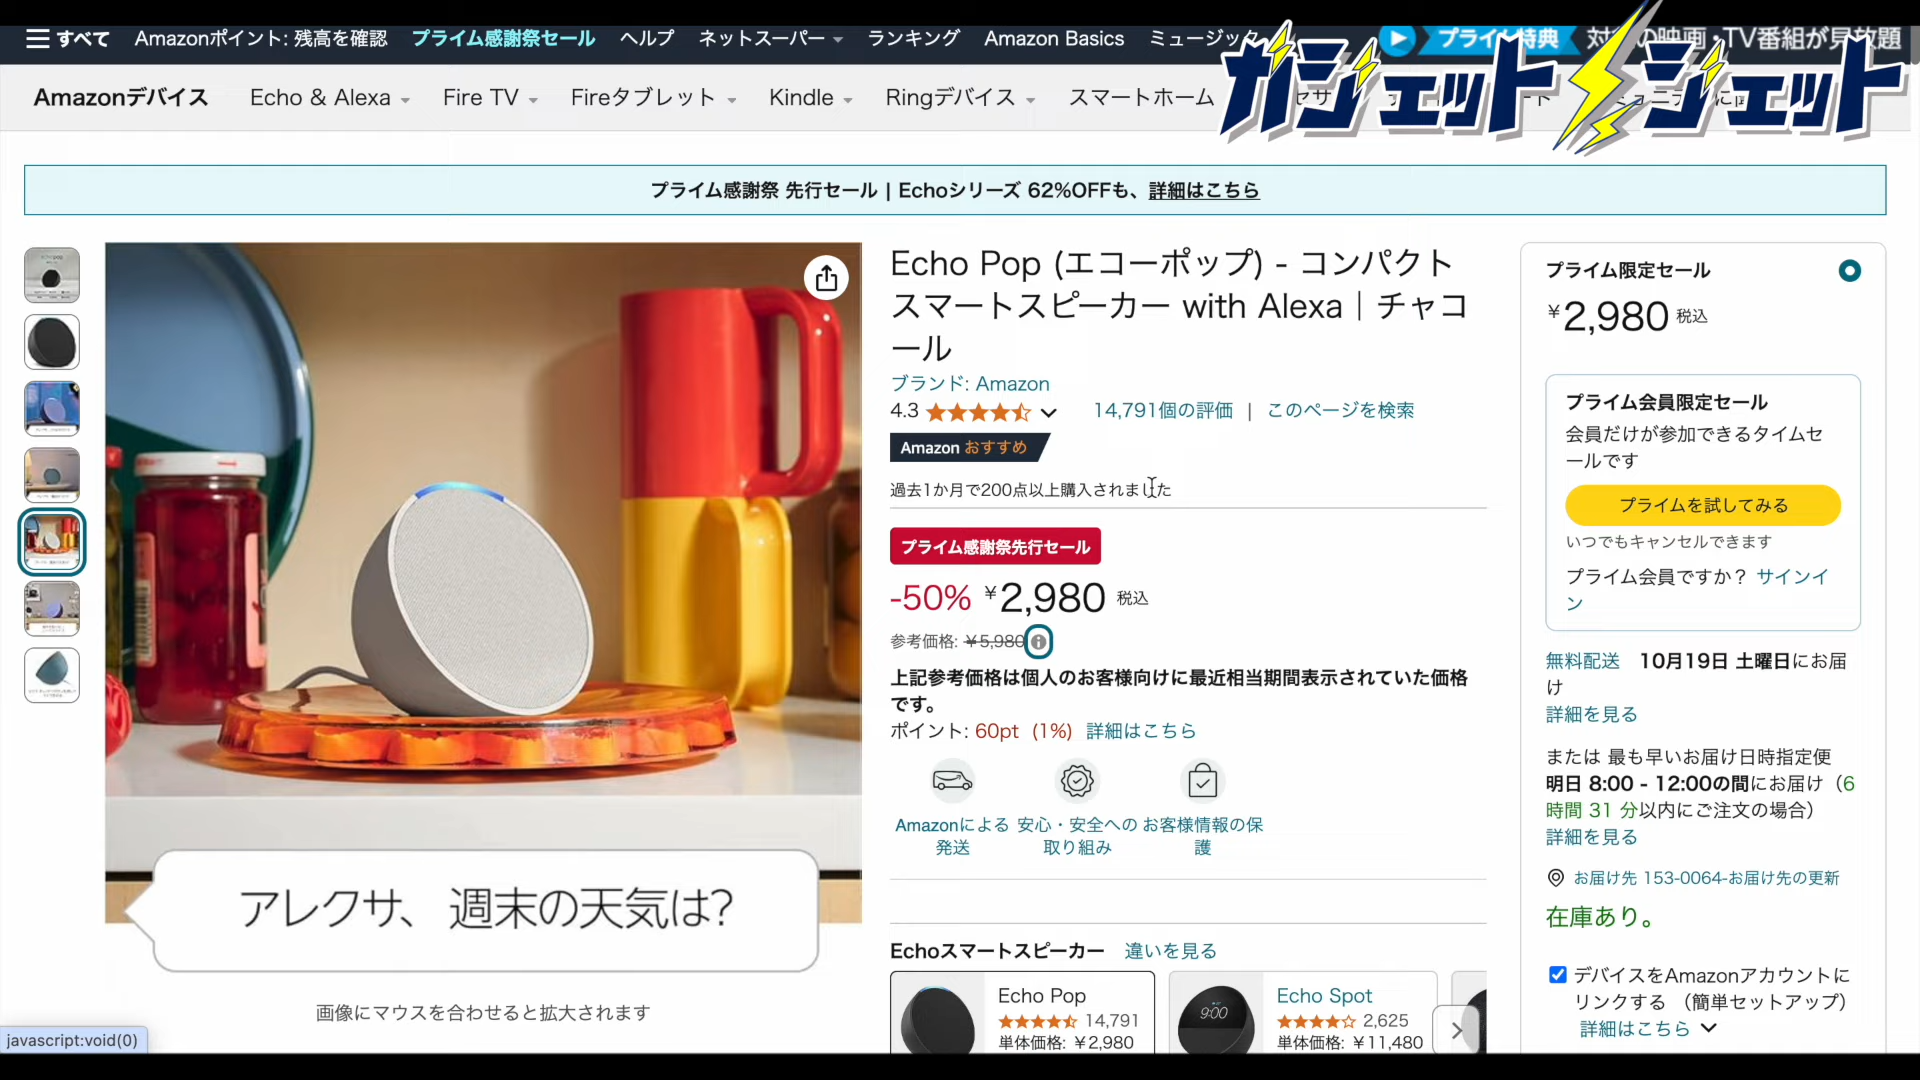 すべて
Amazonポイント: 残高を確認
プライム感謝祭セール
ヘルプ
ネットスーパー
ランキング
Amazon Basics
ミュージック
プライム特典
の映画・TV番組が見放題
ガジェットジェット
Amazonデバイス
Echo & Alexa
Fire TV
Fireタブレット
Kindle
Ringデバイス
スマートホーム
プライム感謝祭 先行セール | Echoシリーズ 62%OFFも、詳細はこちら
Echo Pop (エコーポップ) - コンパクト
スマートスピーカー with Alexa｜チャコ
ール
ブランド: Amazon
4.3
14,791個の評価 | このページを検索
Amazon おすすめ
過去1か月で200点以上購入されました
プライム感謝祭先行セール
-50% ¥2,980 税込
参考価格: ¥5,980
上記参考価格は個人のお客様向けに最近相当期間表示されていた価格
です。
ポイント: 60pt (1%) 詳細はこちら
Amazonによる
発送
安心・安全への
取り組み
お客様情報の保
護
Echoスマートスピーカー 違いを見る
Echo Pop
14,791
単体価格: ¥2,980
9:00
Echo Spot
2,625
単体価格: ¥11,480
アレクサ、週末の天気は?
画像にマウスを合わせると拡大されます
javascript:void(0)
プライム限定セール
¥2,980 税込
プライム会員限定セール
会員だけが参加できるタイムセ
ールです
プライムを試してみる
いつでもキャンセルできます
プライム会員ですか？ サインイ
ン
無料配送 10月19日 土曜日にお届
け
詳細を見る
または 最も早いお届け日時指定便
明日 8:00 - 12:00の間にお届け（6
時間 31 分以内にご注文の場合）
詳細を見る
お届け先 153-0064-お届け先の更新
在庫あり。
デバイスをAmazonアカウントに
リンクする （簡単セットアップ）
詳細はこちら